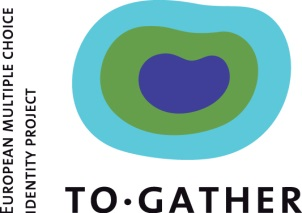 EUROPEAN MULTIPLE CHOICE
IDENTITY PROJECT
TO·GATHER